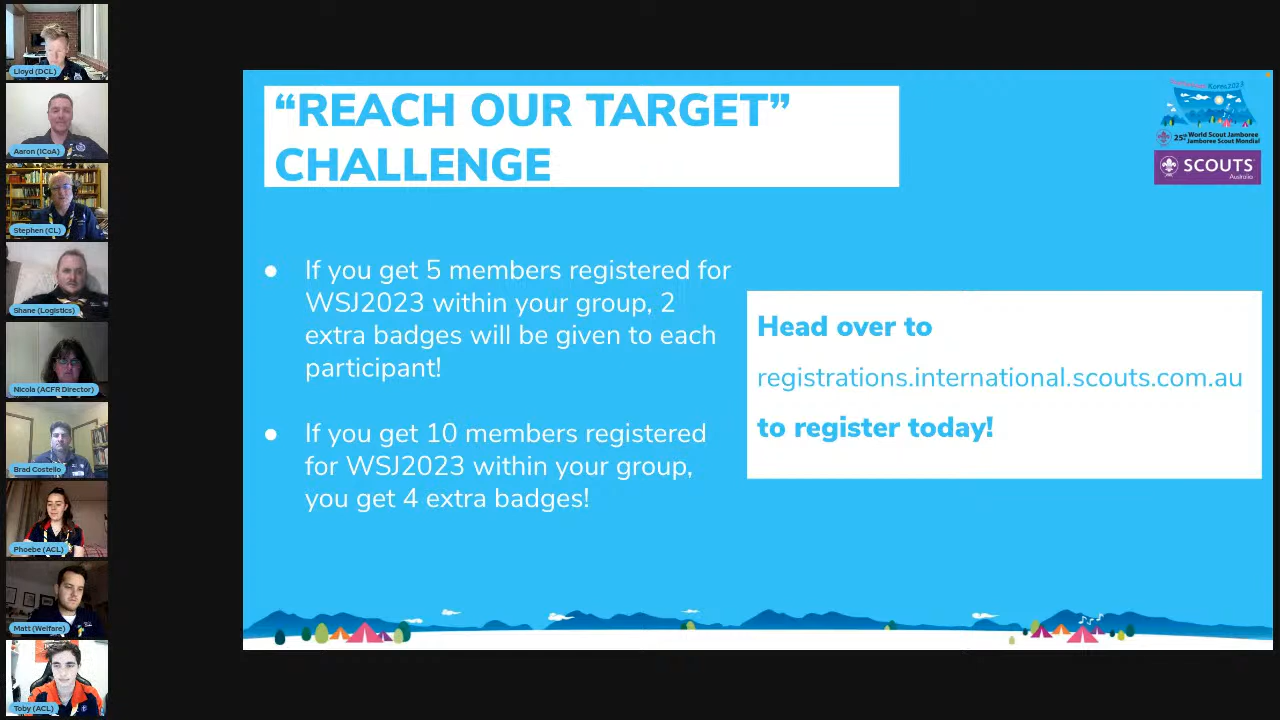 Lloyd (DCL)
Aaron (ICoA)
Stephen (CL)
Shane (Logistics)
Nicola (ACFR Director)
Brad Costello
Phoebe (ACL)
Matt (Welfare)
Toby (ACL)
“REACH OUR TARGET”
CHALLENGE
Korea, 2023
25th World Scout Jamboree
Jamboree Scout Mondial
SCOUTS
Australia
● If you get 5 members registered for
WSJ2023 within your group, 2
extra badges will be given to each
participant!
● If you get 10 members registered
for WSJ2023 within your group,
you get 4 extra badges!
Head over to
registrations.international.scouts.com.au
to register today!